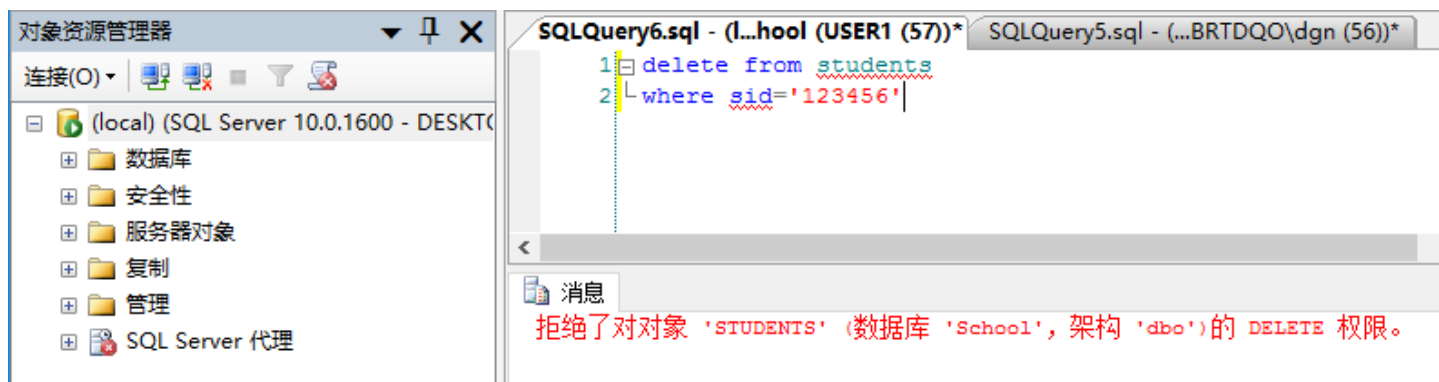 对象资源管理器
连接(O)
(local) (SQL Server 10.0.1600 - DESKT
数据库
安全性
服务器对象
复制
管理
SQL Server 代理
SQLQuery6.sql - (l...hool (USER1 (57))* SQLQuery5.sql - (...BRTDQO\dgn (56))*
1 delete from students
2 where sid='123456'
消息
拒绝了对对象 'STUDENTS' (数据库 'School'，架构 'dbo')的 DELETE 权限。